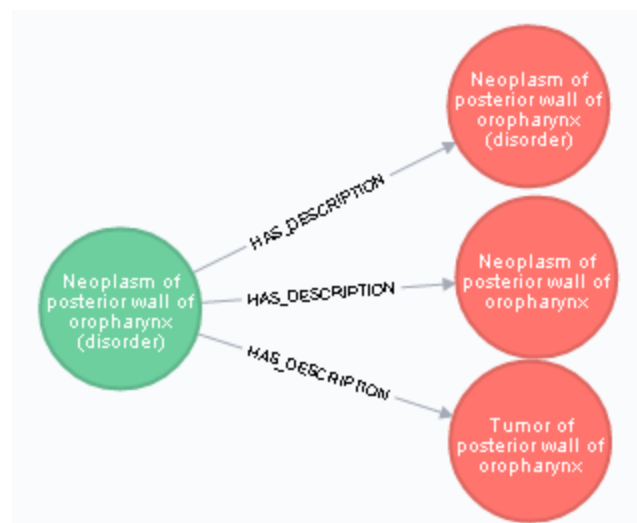 Neoplasm of
posterior wall of
oropharynx
(disorder)
HAS_DESCRIPTION
Neoplasm of
posterior wall of
oropharynx
(disorder)
HAS_DESCRIPTION
Neoplasm of
posterior wall of
oropharynx
HAS_DESCRIPTION
Tumor of
posterior wall of
oropharynx